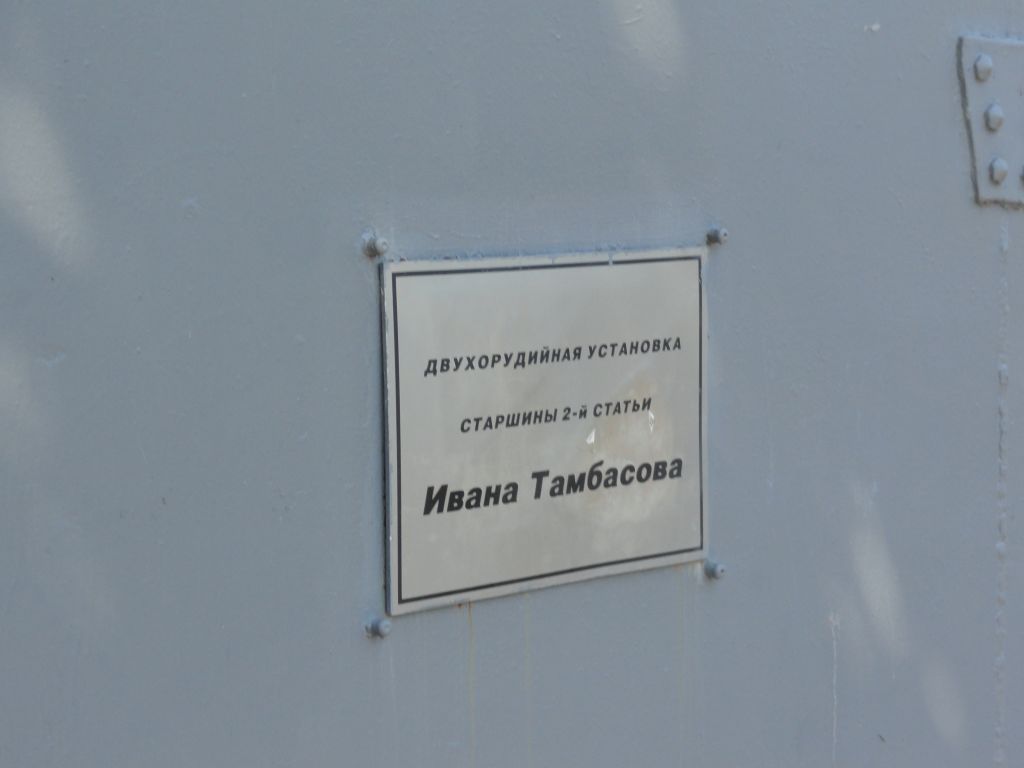 ДВУХОРУДИЙНАЯ УСТАНОВКА
СТАРШИНЫ 2-й СТАТЬИ
Ивана Тамбасова